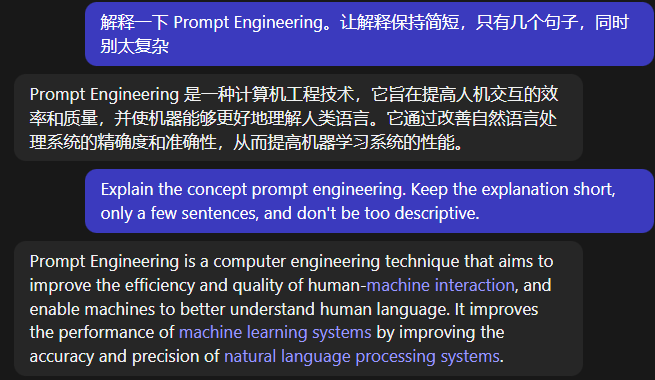 解释一下 Prompt Engineering。让解释保持简短，只有几个句子，同时
别太复杂
Prompt Engineering 是一种计算机工程技术，它旨在提高人机交互的效
率和质量，并使机器能够更好地理解人类语言。它通过改善自然语言处
理系统的精确度和准确性，从而提高机器学习系统的性能。
Explain the concept prompt engineering. Keep the explanation short,
only a few sentences, and don't be too descriptive.
Prompt Engineering is a computer engineering technique that aims to
improve the efficiency and quality of human-machine interaction, and
enable machines to better understand human language. It improves
the performance of machine learning systems by improving the
accuracy and precision of natural language processing systems.